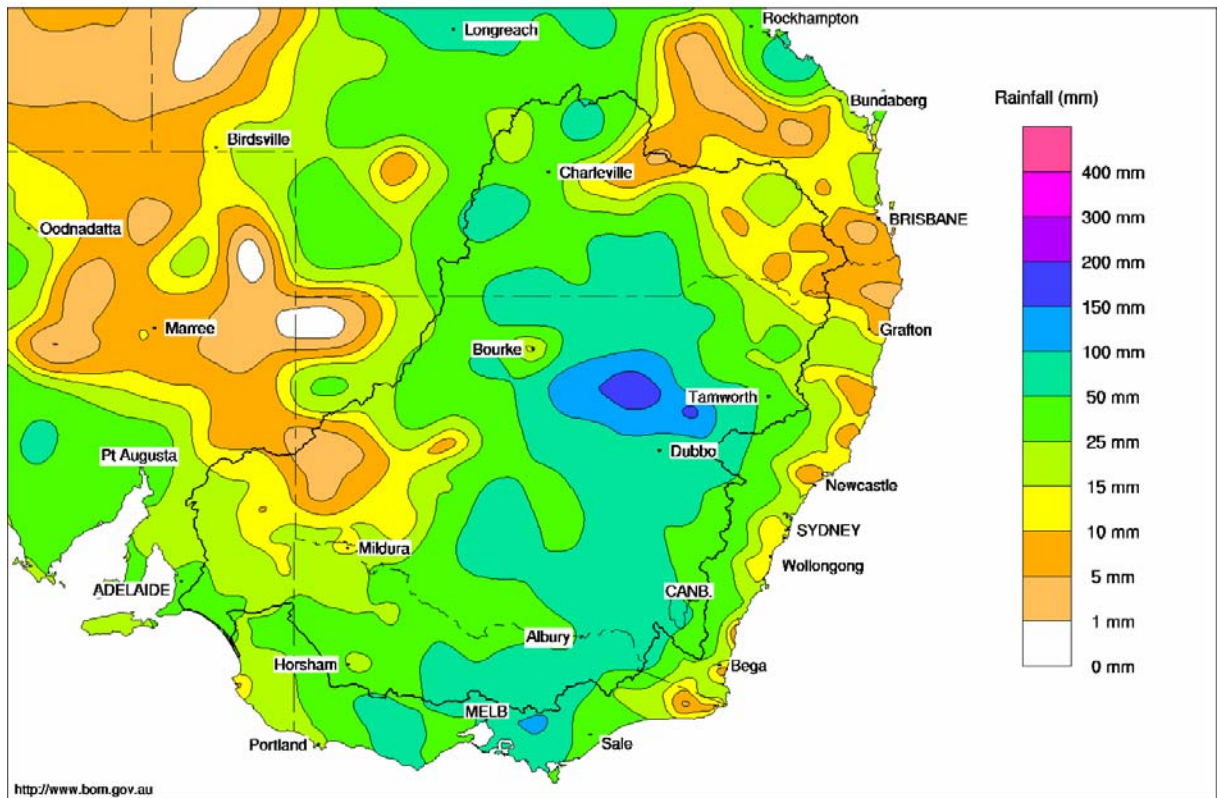 Rockhampton
Longreach
Rainfall (mm)
Bundaberg
Birdsville
400 mm
Charleville
300 mm
BRISBANE
Oodnadatta
200 mm
150 mm
Marree
Grafton
Bourke
100 mm
Tamworth
50 mm
25 mm
Dubbo
Pt Augusta
Newcastle
15 mm
SYDNEY
10 mm
Mildura
Wollongong
5 mm
ADELAIDE
CANB.
1 mm
Albury
Horsham
Bega
0 mm
MELB
Portland
Sale
http://www.bom.gov.au